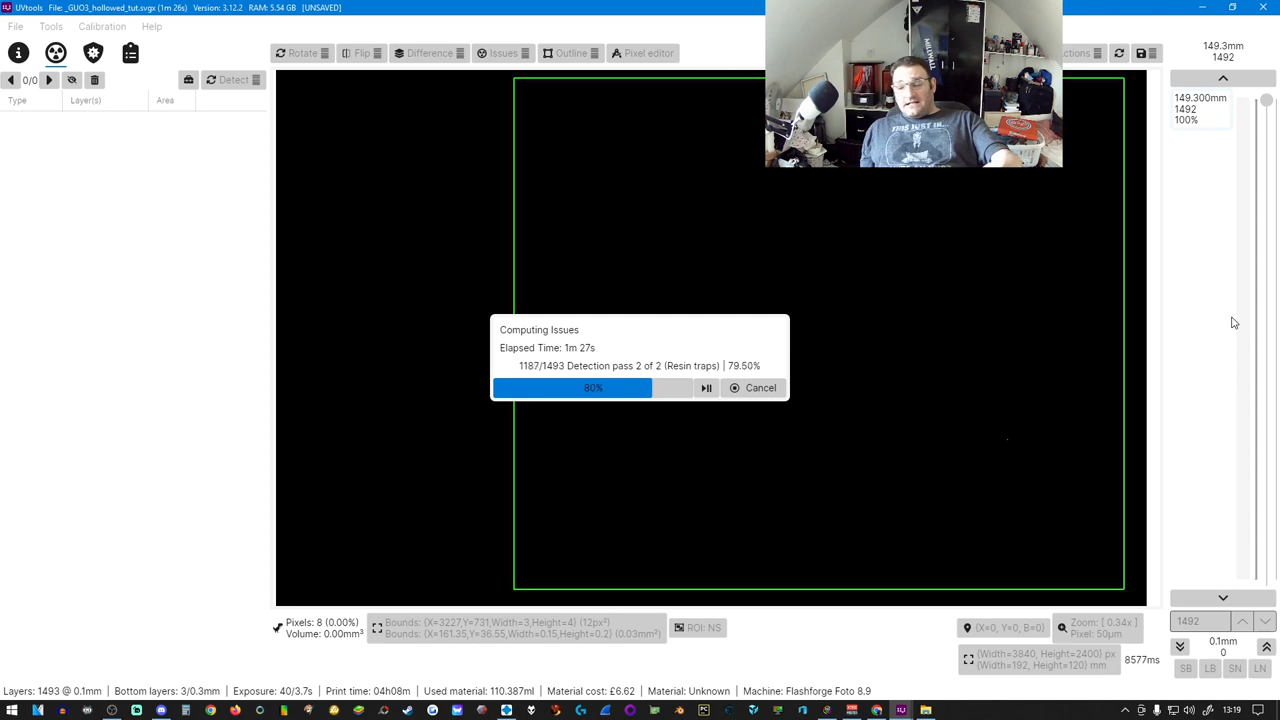 UVtools File: _GUO3_hollowed_tut.svgx (1m 26s) Version: 3.12.2 RAM: 5.54 GB [UNSAVED]
File Tools Calibration Help
Rotate Flip Difference Issues Outline Pixel editor
149.3mm
1492
0/0 Detect
Type Layer(s) Area
149.300mm
1492
100%
MILLWALL
THIS JUST IN...
Computing Issues
Elapsed Time: 1m 27s
1187/1493 Detection pass 2 of 2 (Resin traps) | 79.50%
80% Cancel
Pixels: 8 (0.00%)
Volume: 0.00mm³
Bounds: {X=3227,Y=731,Width=3,Height=4} (12px²)
Bounds: {X=161.35,Y=36.55,Width=0.15,Height=0.2} (0.03mm²)
ROI: NS
{X=0, Y=0, B=0}
Zoom: [ 0.34x ]
Pixel: 50µm
1492
{Width=3840, Height=2400} px
{Width=192, Height=120} mm
8577ms
0.1mm
0
SB LB SN LN
Layers: 1493 @ 0.1mm | Bottom layers: 3/0.3mm | Exposure: 40/3.7s | Print time: 04h08m | Used material: 110.387ml | Material cost: £6.62 | Material: Unknown | Machine: Flashforge Foto 8.9
13:19